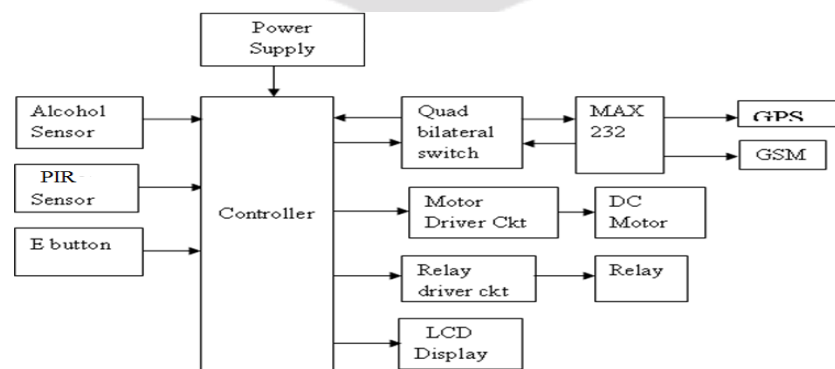 Power
Supply
Alcohol
Sensor
PIR
Sensor
E button
Controller
Quad
bilateral
switch
MAX
232
GPS
GSM
Motor
Driver Ckt
DC
Motor
Relay
driver ckt
Relay
LCD
Display